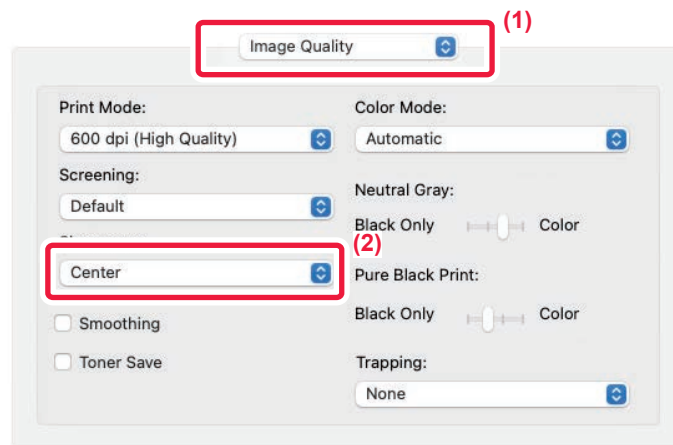 (1)
Image Quality
Print Mode:
600 dpi (High Quality)
Screening:
Default
(2)
Center
Smoothing
Toner Save
Color Mode:
Automatic
Neutral Gray:
Black Only Color
Pure Black Print:
Black Only Color
Trapping:
None